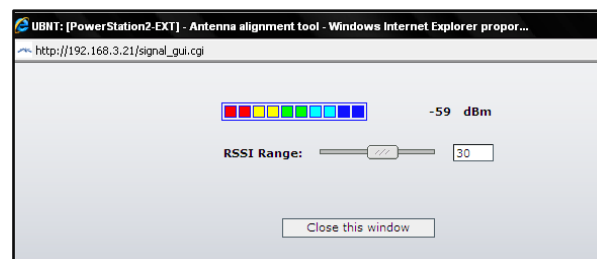 UBNT: [PowerStation2-EXT] - Antenna alignment tool - Windows Internet Explorer propor...
http://192.168.3.21/signal_gui.cgi
-59 dBm
RSSI Range: 30
Close this window